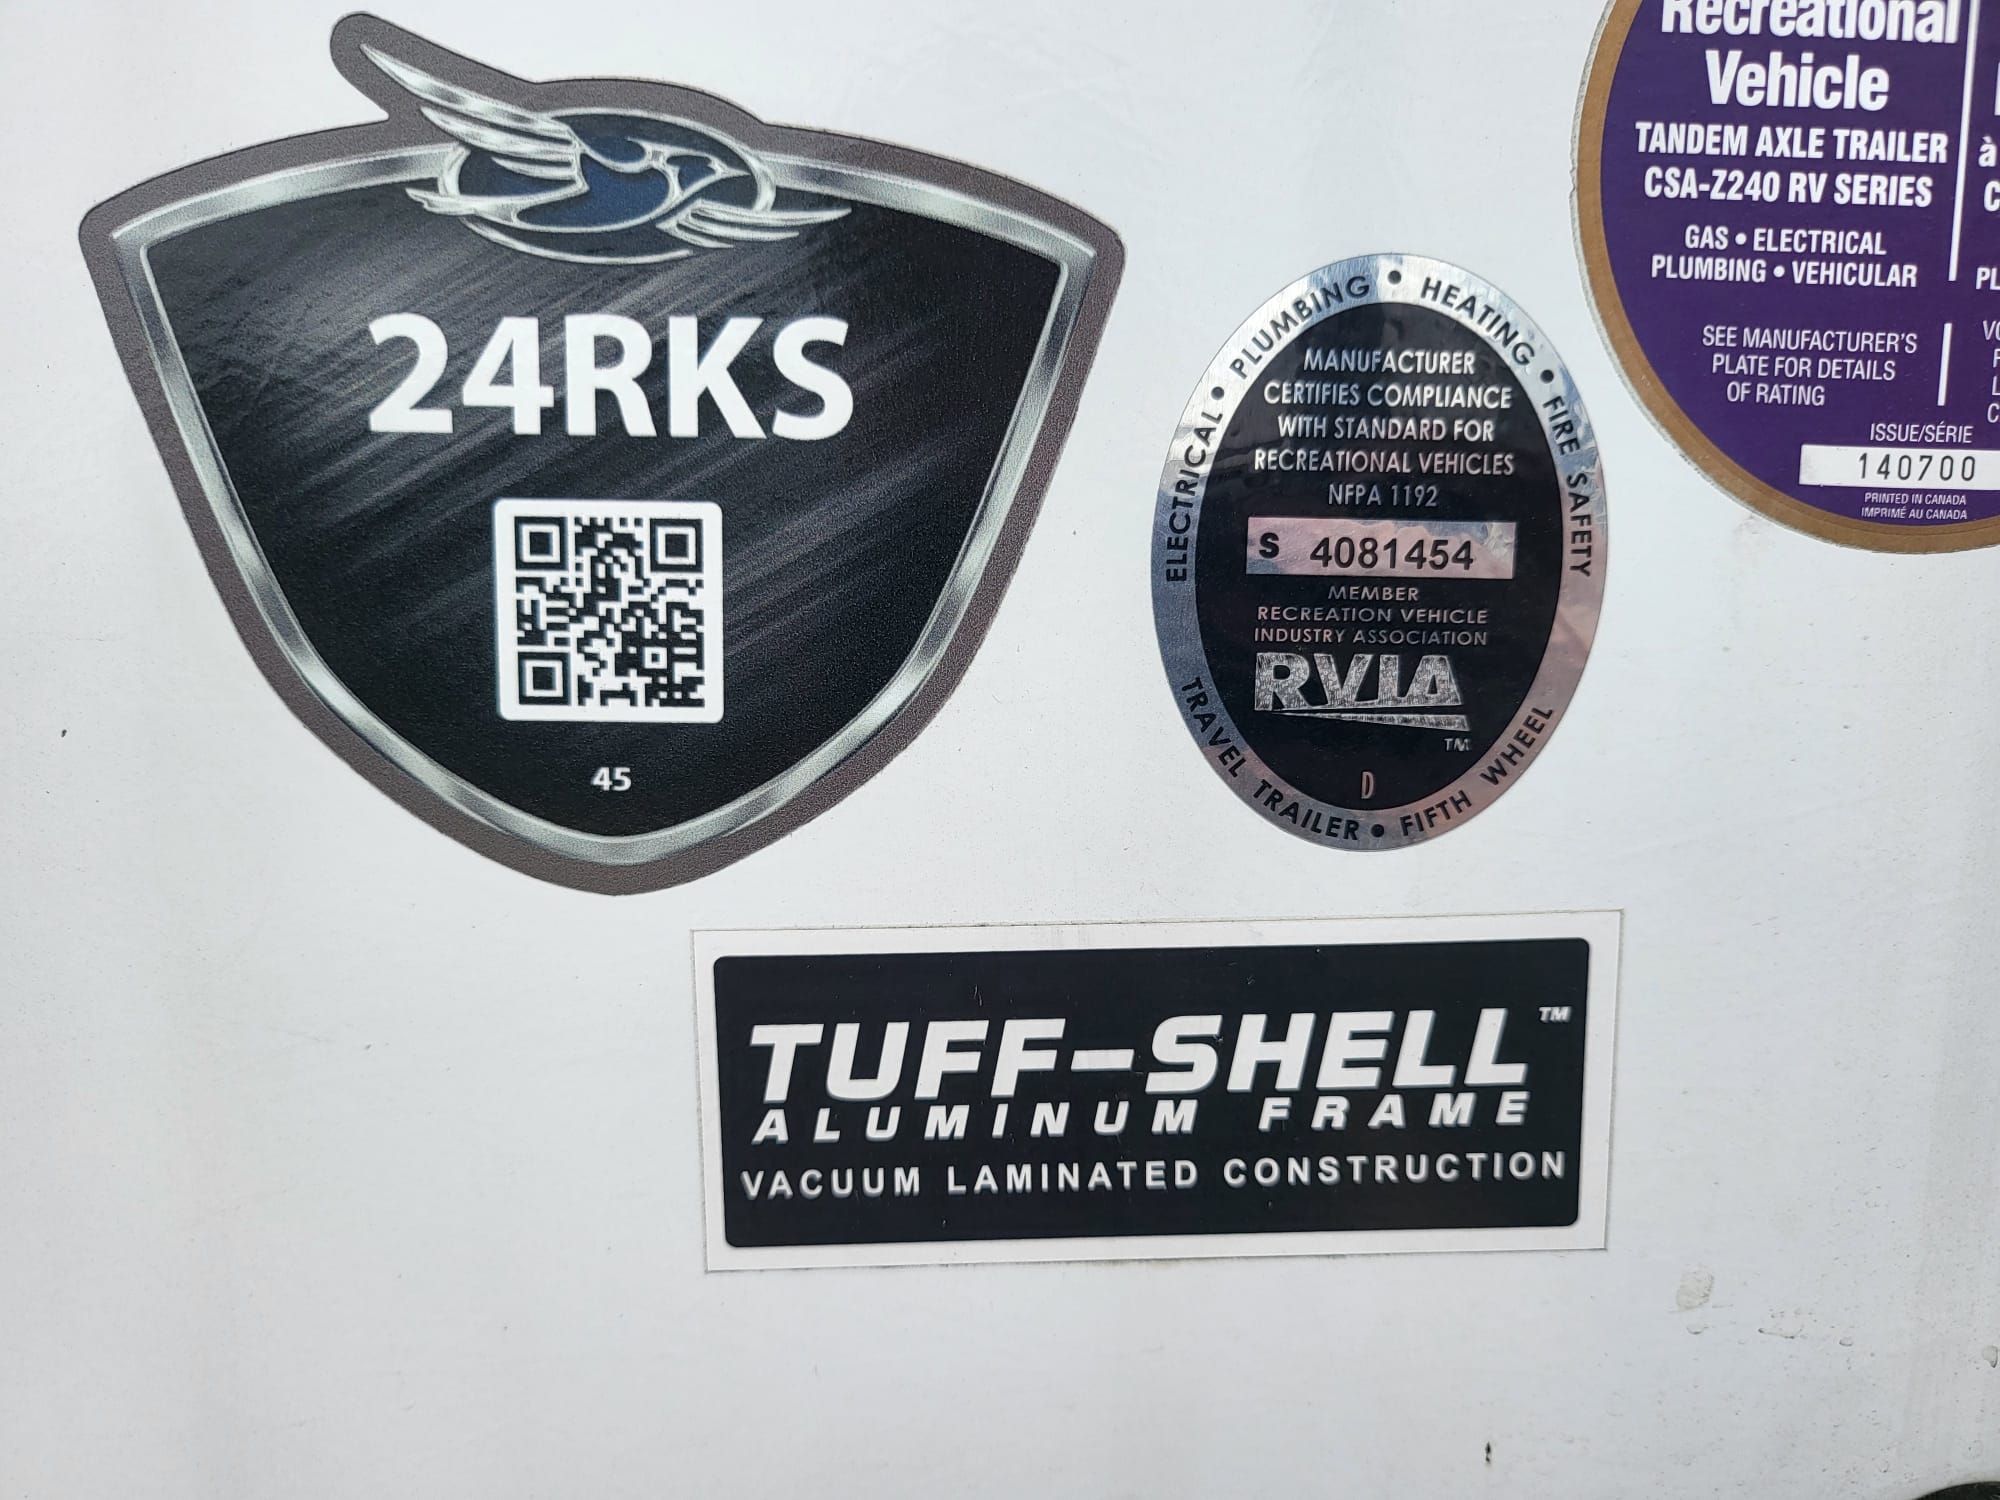 24RKS
45
ELECTRICAL • PLUMBING • HEATING • FIRE SAFETY
MANUFACTURER
CERTIFIES COMPLIANCE
WITH STANDARD FOR
RECREATIONAL VEHICLES
NFPA 1192
S 4081454
MEMBER
RECREATION VEHICLE
INDUSTRY ASSOCIATION
RVIA
TM
D
TRAVEL TRAILER • FIFTH WHEEL
Recreational
Vehicle
TANDEM AXLE TRAILER
CSA-Z240 RV SERIES
GAS • ELECTRICAL
PLUMBING • VEHICULAR
SEE MANUFACTURER'S
PLATE FOR DETAILS
OF RATING
à
ISSUE/SÉRIE
140700
PRINTED IN CANADA
IMPRIMÉ AU CANADA
TUFF-SHELL™
ALUMINUM FRAME
VACUUM LAMINATED CONSTRUCTION